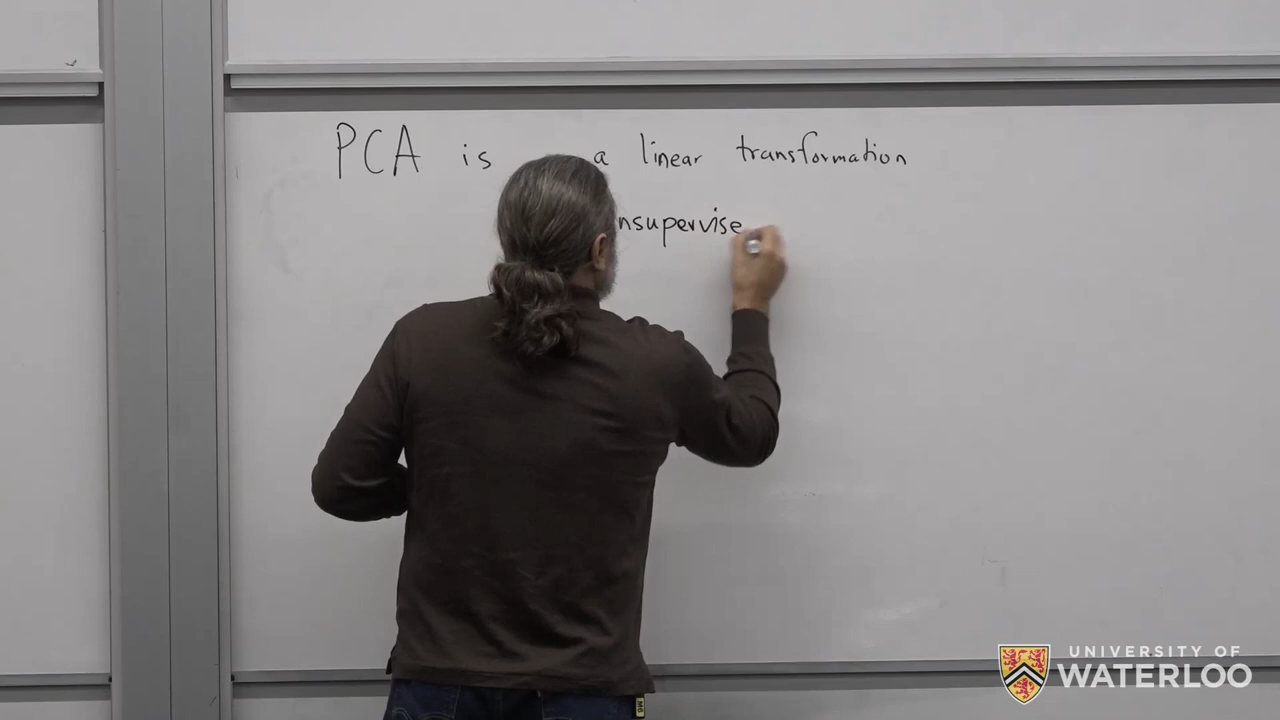 PCA is a linear transformation
nsupervise
UNIVERSITY OF
WATERLOO